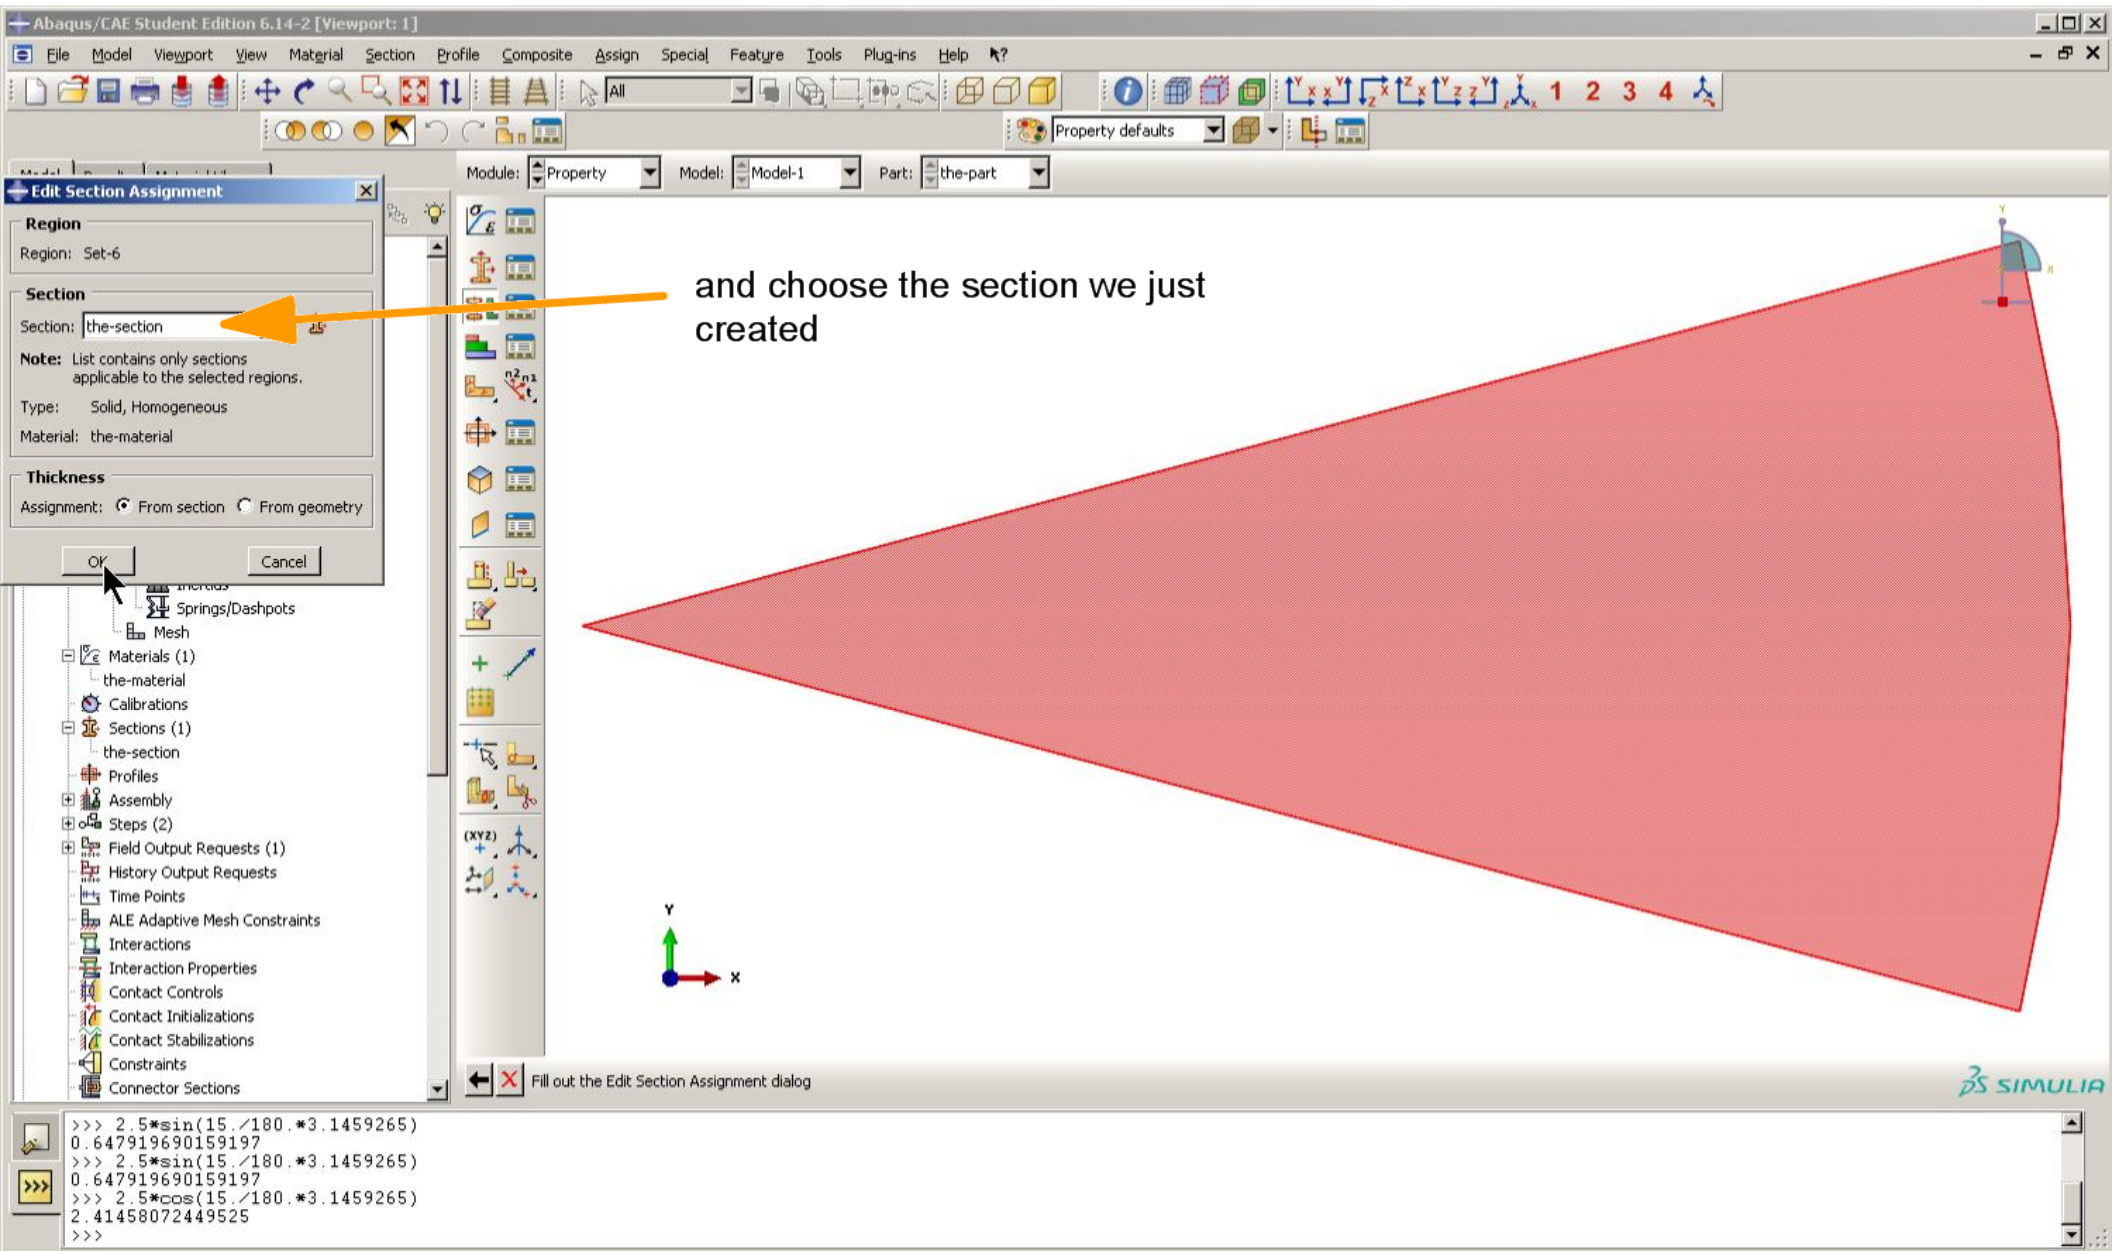 Abaqus/CAE Student Edition 6.14-2 [Viewport: 1]
File Model Viewport View Material Section Profile Composite Assign Special Feature Tools Plug-ins Help
All
1 2 3 4
Property defaults
Module: Property Model: Model-1 Part: the-part
Edit Section Assignment
Region
Region: Set-6
Section
Section: the-section
Note: List contains only sections
applicable to the selected regions.
Type: Solid, Homogeneous
Material: the-material
Thickness
Assignment: From section From geometry
OK Cancel
and choose the section we just
created
Springs/Dashpots
Mesh
Materials (1)
the-material
Calibrations
Sections (1)
the-section
Profiles
Assembly
Steps (2)
Field Output Requests (1)
History Output Requests
Time Points
ALE Adaptive Mesh Constraints
Interactions
Interaction Properties
Contact Controls
Contact Initializations
Contact Stabilizations
Constraints
Connector Sections
Y
X
Fill out the Edit Section Assignment dialog
SIMULIA
>>> 2.5*sin(15./180.*3.1459265)
0.647919690159197
>>> 2.5*sin(15./180.*3.1459265)
0.647919690159197
>>> 2.5*cos(15./180.*3.1459265)
2.41458072449525
>>>